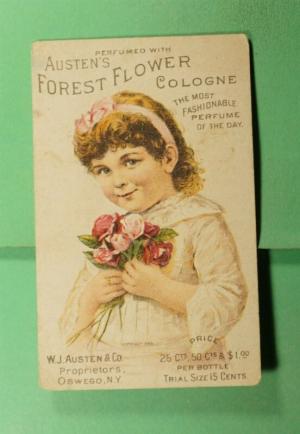 PERFUMED WITH
AUSTEN'S
FOREST FLOWER
COLOGNE
THE MOST
FASHIONABLE
PERFUME
OF THE DAY.
W.J. AUSTEN & CO.
Proprietors,
OSWEGO, N.Y.
PRICE
25 CTS, 50 CTS & $1.00
PER BOTTLE
TRIAL SIZE 15 CENTS.